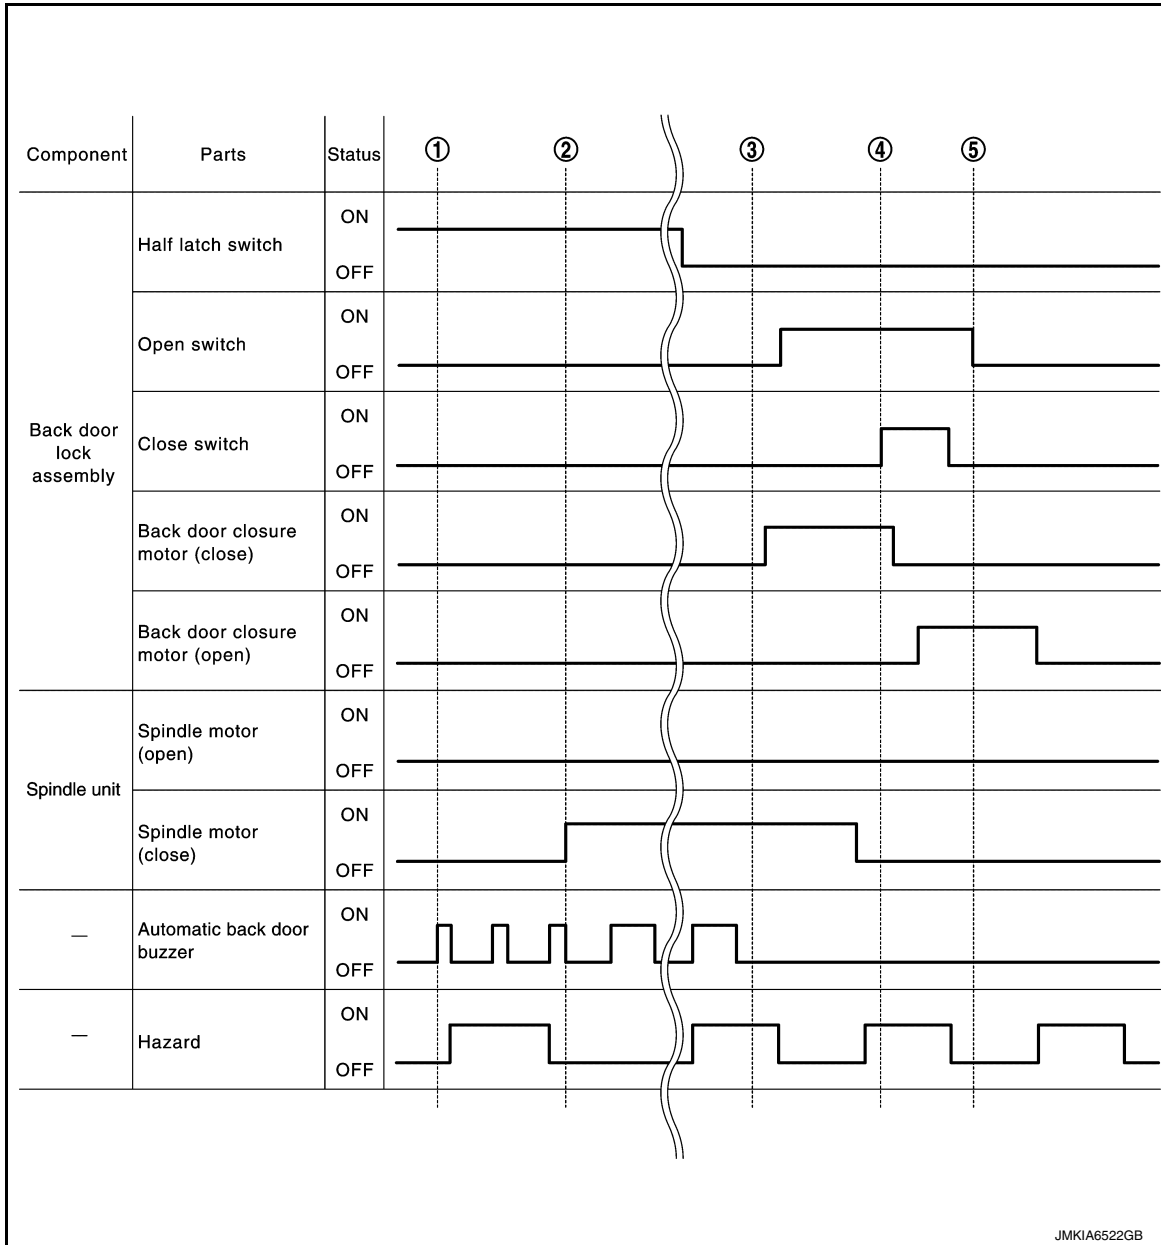 Component Parts Status ① ② ③ ④ ⑤
Back door
lock
assembly
Half latch switch
ON
OFF
Open switch
ON
OFF
Close switch
ON
OFF
Back door closure
motor (close)
ON
OFF
Back door closure
motor (open)
ON
OFF
Spindle unit
Spindle motor
(open)
ON
OFF
Spindle motor
(close)
ON
OFF
—
Automatic back door
buzzer
ON
OFF
—
Hazard
ON
OFF
JMKIA6522GB